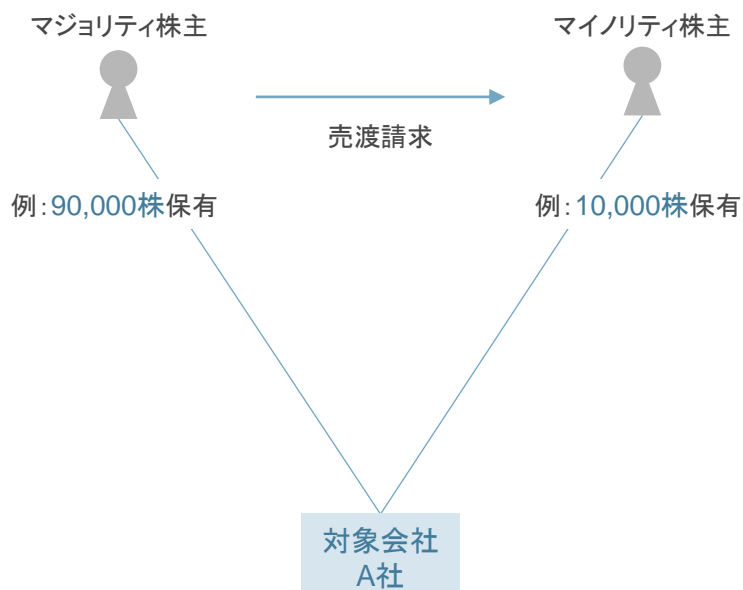 マジョリティ株主
マイノリティ株主
売渡請求
例:90,000株保有
例:10,000株保有
対象会社
A社